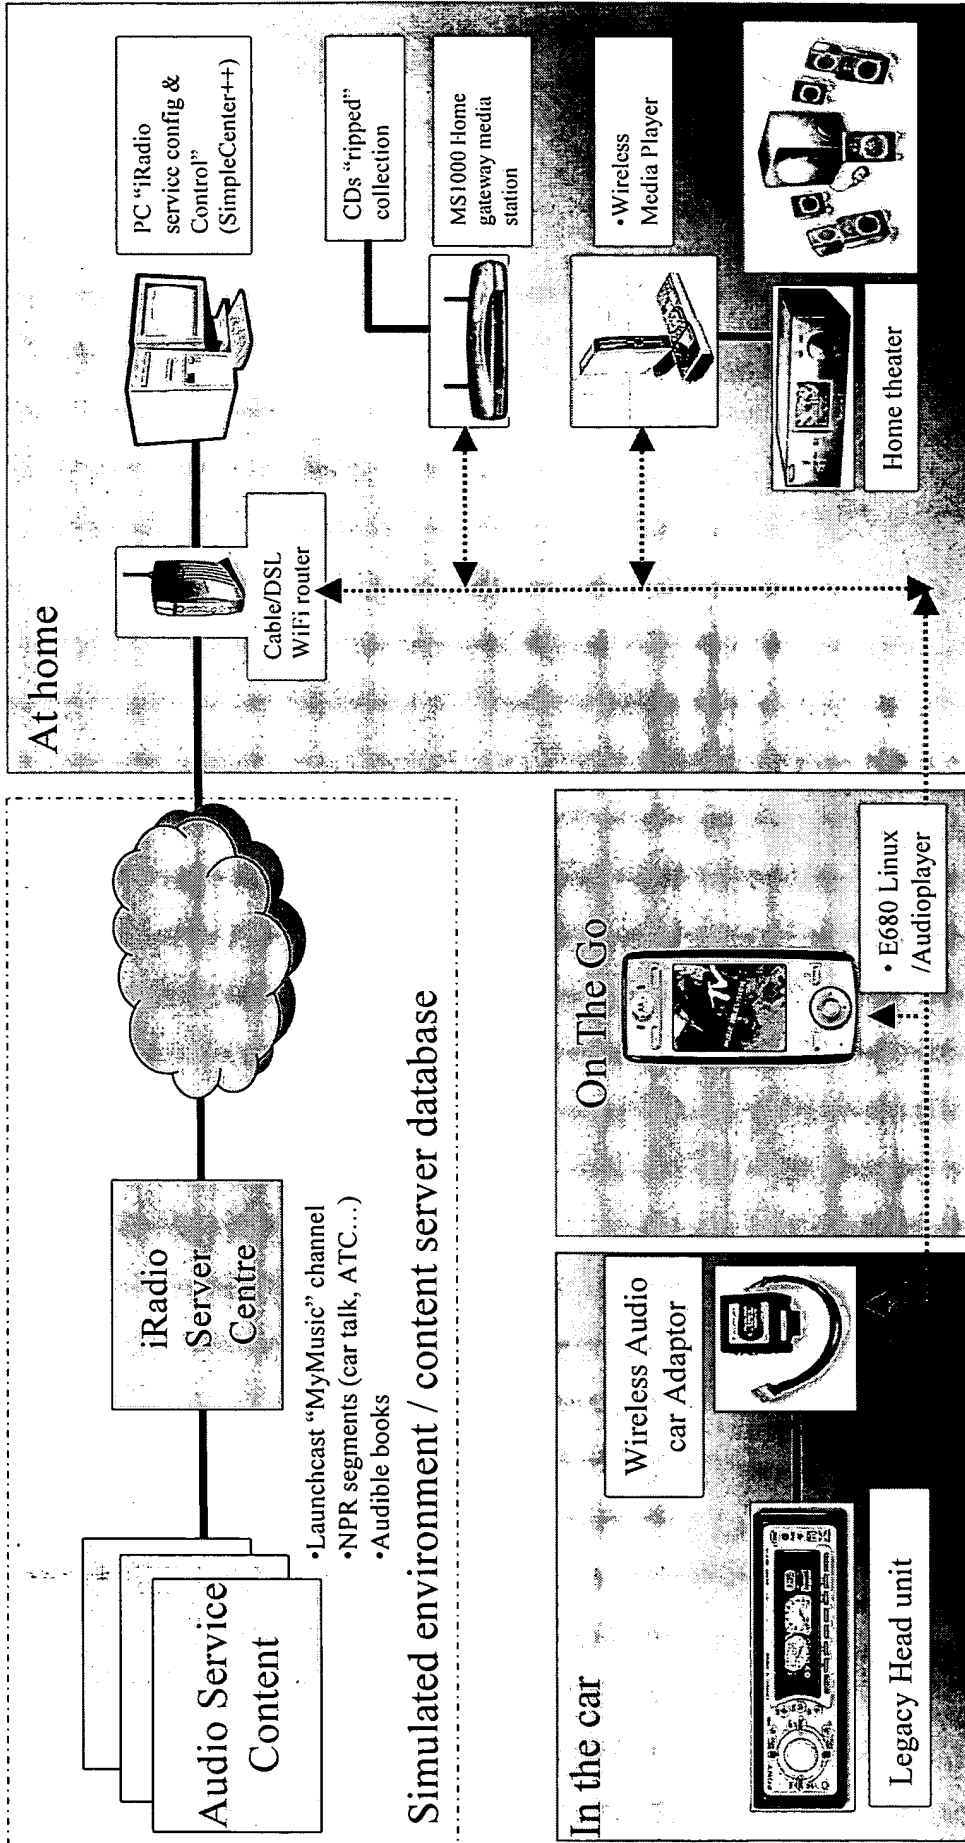 Audio Service
Content
iRadio
Server
Centre
•Launchcast “MyMusic” channel
•NPR segments (car talk, ATC…)
•Audible books
Simulated environment / content server database
At home
Cable/DSL
WiFi router
PC “iRadio
service config &
Control”
(SimpleCenter++)
CDs “ripped”
collection
MS1000 Home
gateway media
station
•Wireless
Media Player
Home theater
In the car
Wireless Audio
car Adaptor
Legacy Head unit
On The Go
• E680 Linux
/Audioplayer